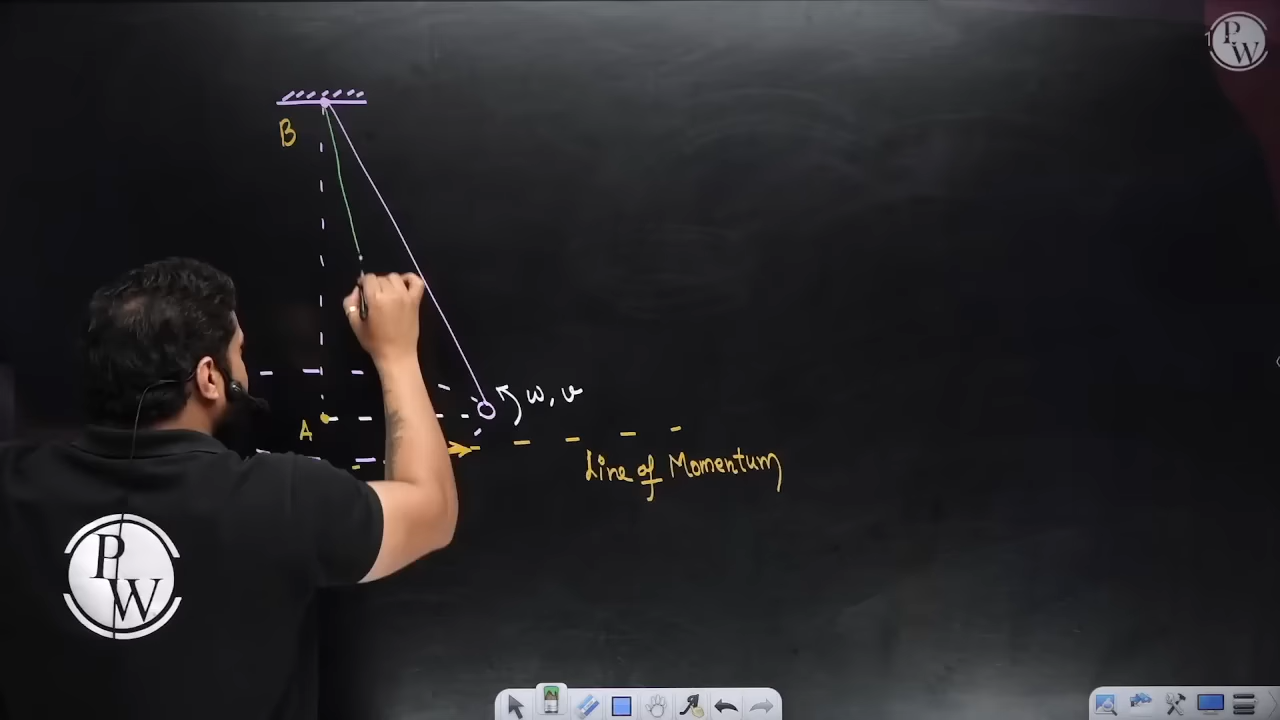 PW
B
ω, v
A
Line of Momentum
PW